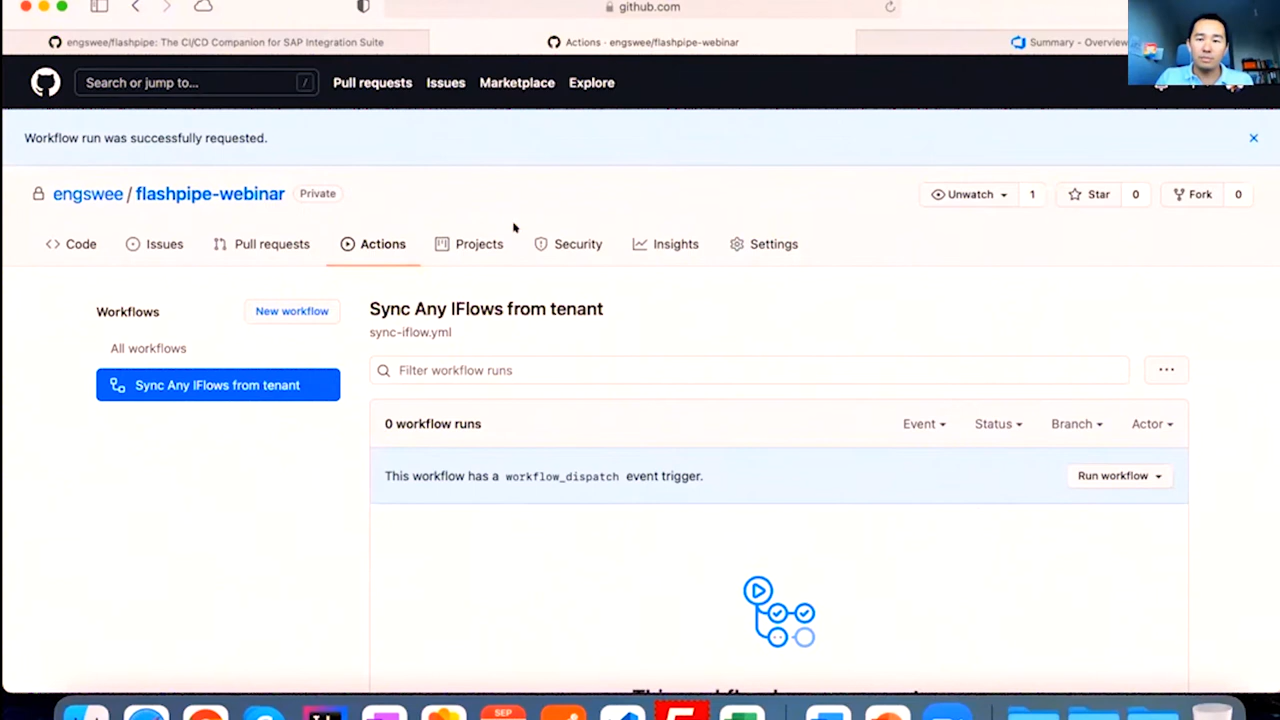 github.com
engswee/flashpipe: The CI/CD Companion for SAP Integration Suite
Actions · engswee/flashpipe-webinar
Summary - Overview
Search or jump to... /
Pull requests Issues Marketplace Explore
Workflow run was successfully requested.
engswee / flashpipe-webinar Private
Unwatch 1 Star 0 Fork 0
Code Issues Pull requests Actions Projects Security Insights Settings
Workflows New workflow
All workflows
Sync Any IFlows from tenant
Sync Any IFlows from tenant
sync-iflow.yml
Filter workflow runs
0 workflow runs Event Status Branch Actor
This workflow has a workflow_dispatch event trigger. Run workflow
SEP